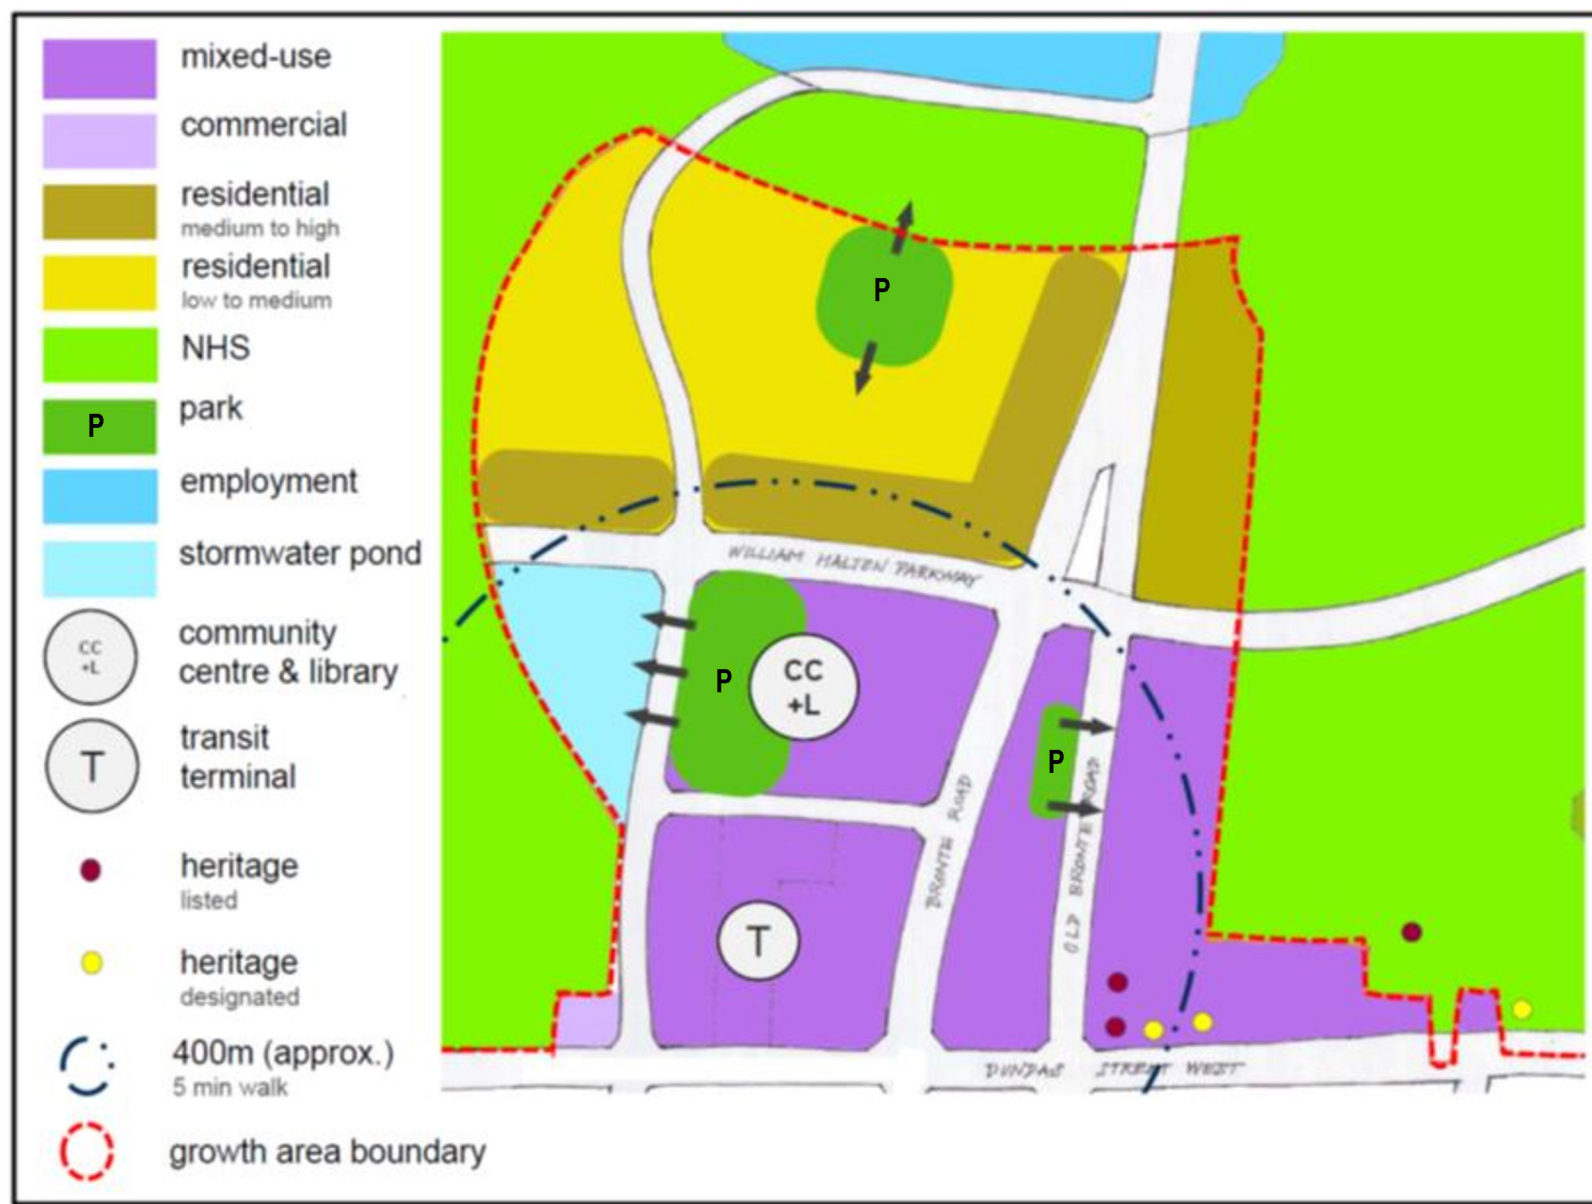 mixed-use
commercial
residential
medium to high
residential
low to medium
NHS
P
park
employment
stormwater pond
CC
+L
community
centre & library
T
transit
terminal
heritage
listed
heritage
designated
400m (approx.)
5 min walk
growth area boundary
P
WILLIAM HALTON PARKWAY
P
CC
+L
P
BRONTE ROAD
OLD BRONTE ROAD
T
DUNDAS STREET WEST